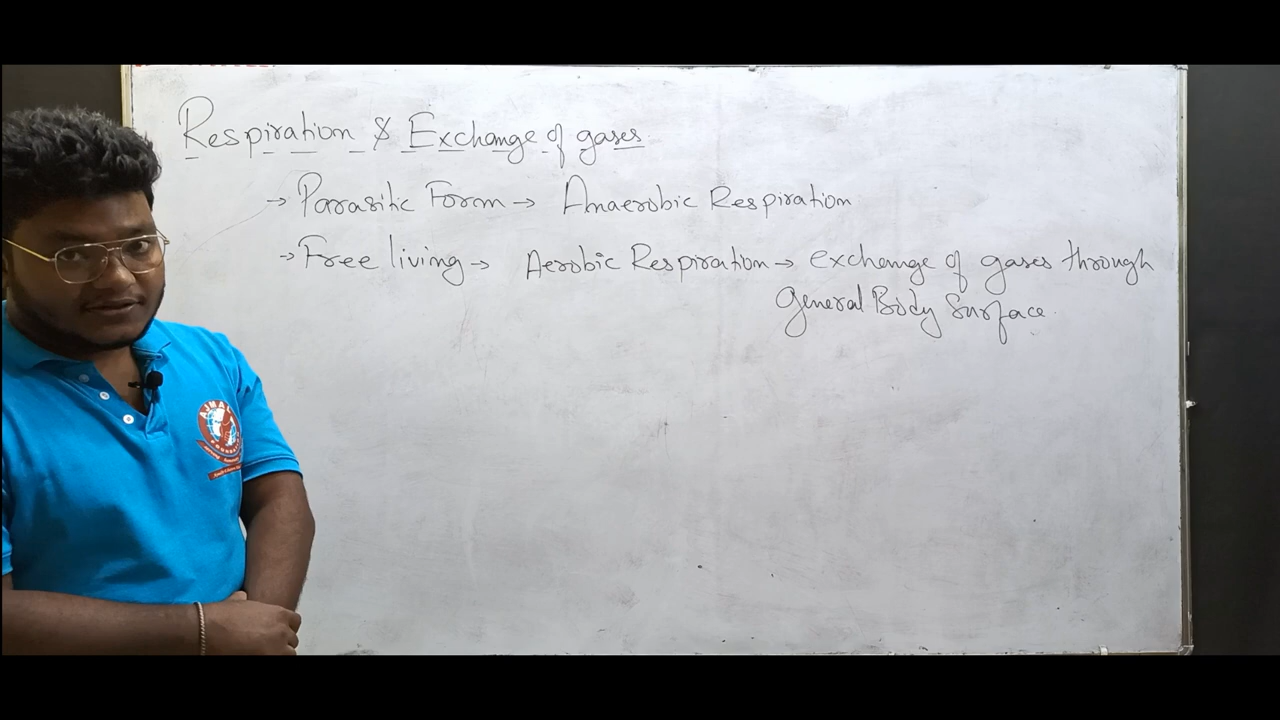 Respiration & Exchange of gases
→ Parasitic Form → Anaerobic Respiration
→ Free living → Aerobic Respiration → exchange of gases through
general Body Surface.
AJMAL